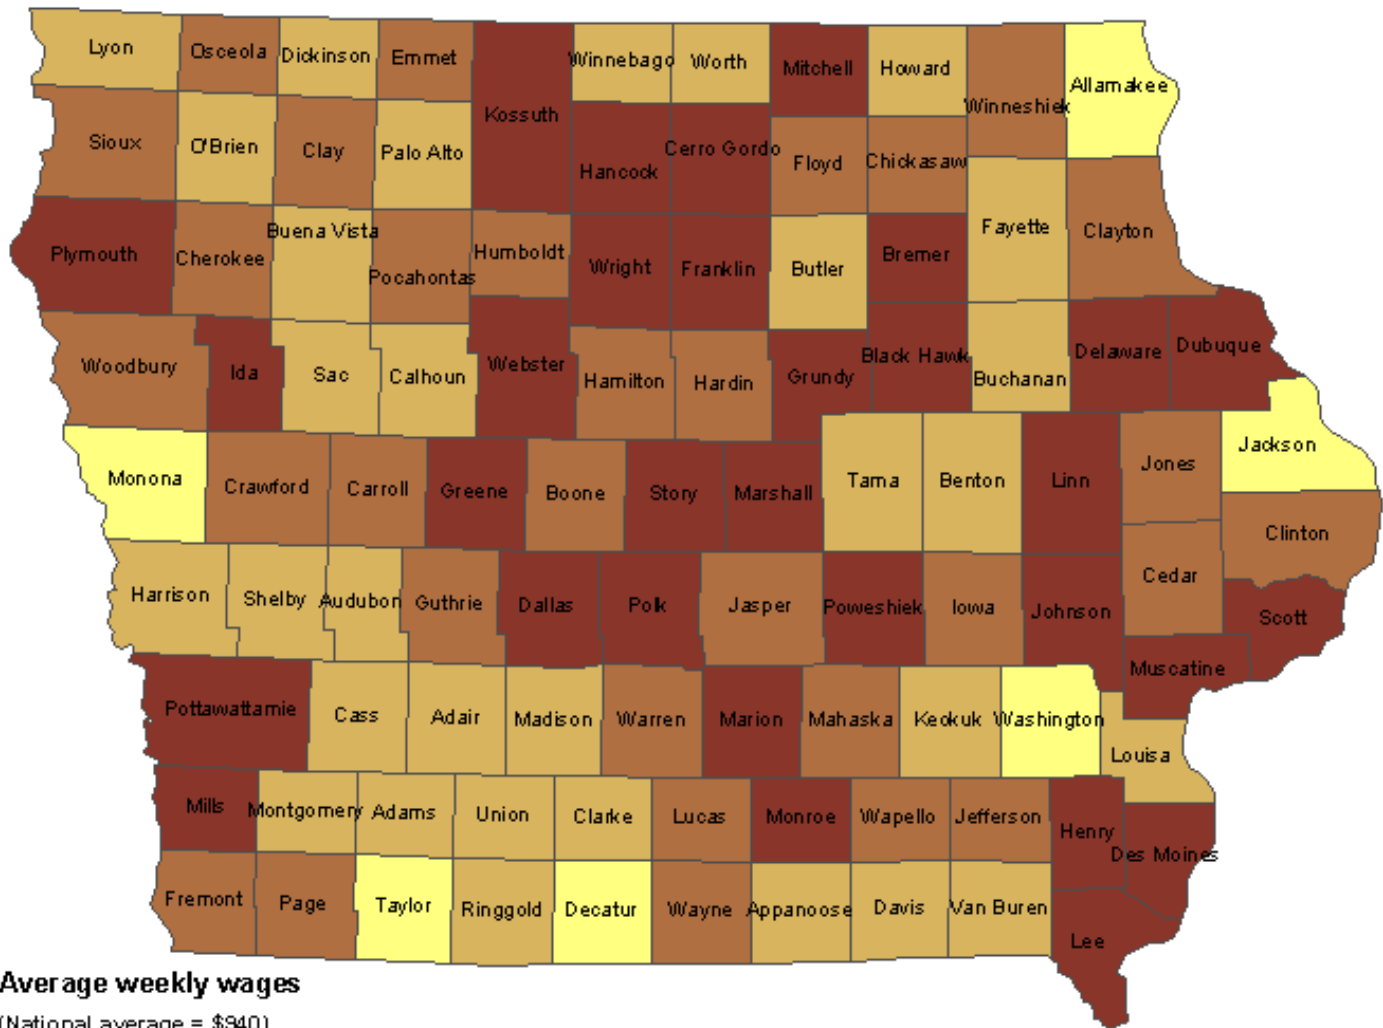 Lyon
Osceola
Dickinson
Emmet
Kossuth
Winnebago
Worth
Mitchell
Howard
Winneshiek
Allamakee
Sioux
O'Brien
Clay
Palo Alto
Hancock
Cerro Gordo
Floyd
Chickasaw
Fayette
Clayton
Plymouth
Cherokee
Buena Vista
Pocahontas
Humboldt
Wright
Franklin
Butler
Bremer
Woodbury
Ida
Sac
Calhoun
Webster
Hamilton
Hardin
Grundy
Black Hawk
Buchanan
Delaware
Dubuque
Monona
Crawford
Carroll
Greene
Boone
Story
Marshall
Tama
Benton
Linn
Jones
Jackson
Clinton
Harrison
Shelby
Audubon
Guthrie
Dallas
Polk
Jasper
Poweshiek
Iowa
Johnson
Cedar
Scott
Muscatine
Pottawattamie
Cass
Adair
Madison
Warren
Marion
Mahaska
Keokuk
Washington
Louisa
Mills
Montgomery
Adams
Union
Clarke
Lucas
Monroe
Wapello
Jefferson
Henry
Des Moines
Fremont
Page
Taylor
Ringgold
Decatur
Wayne
Appanoose
Davis
Van Buren
Lee
Average weekly wages
(National average = $940)